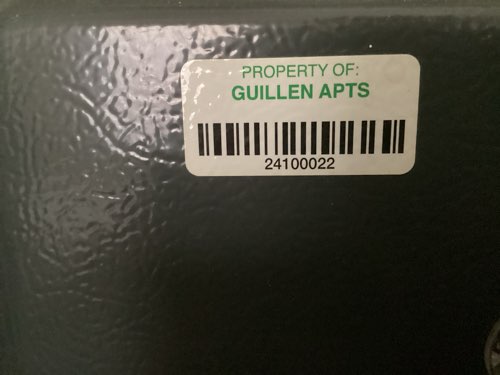 PROPERTY OF:
GUILLEN APTS
24100022